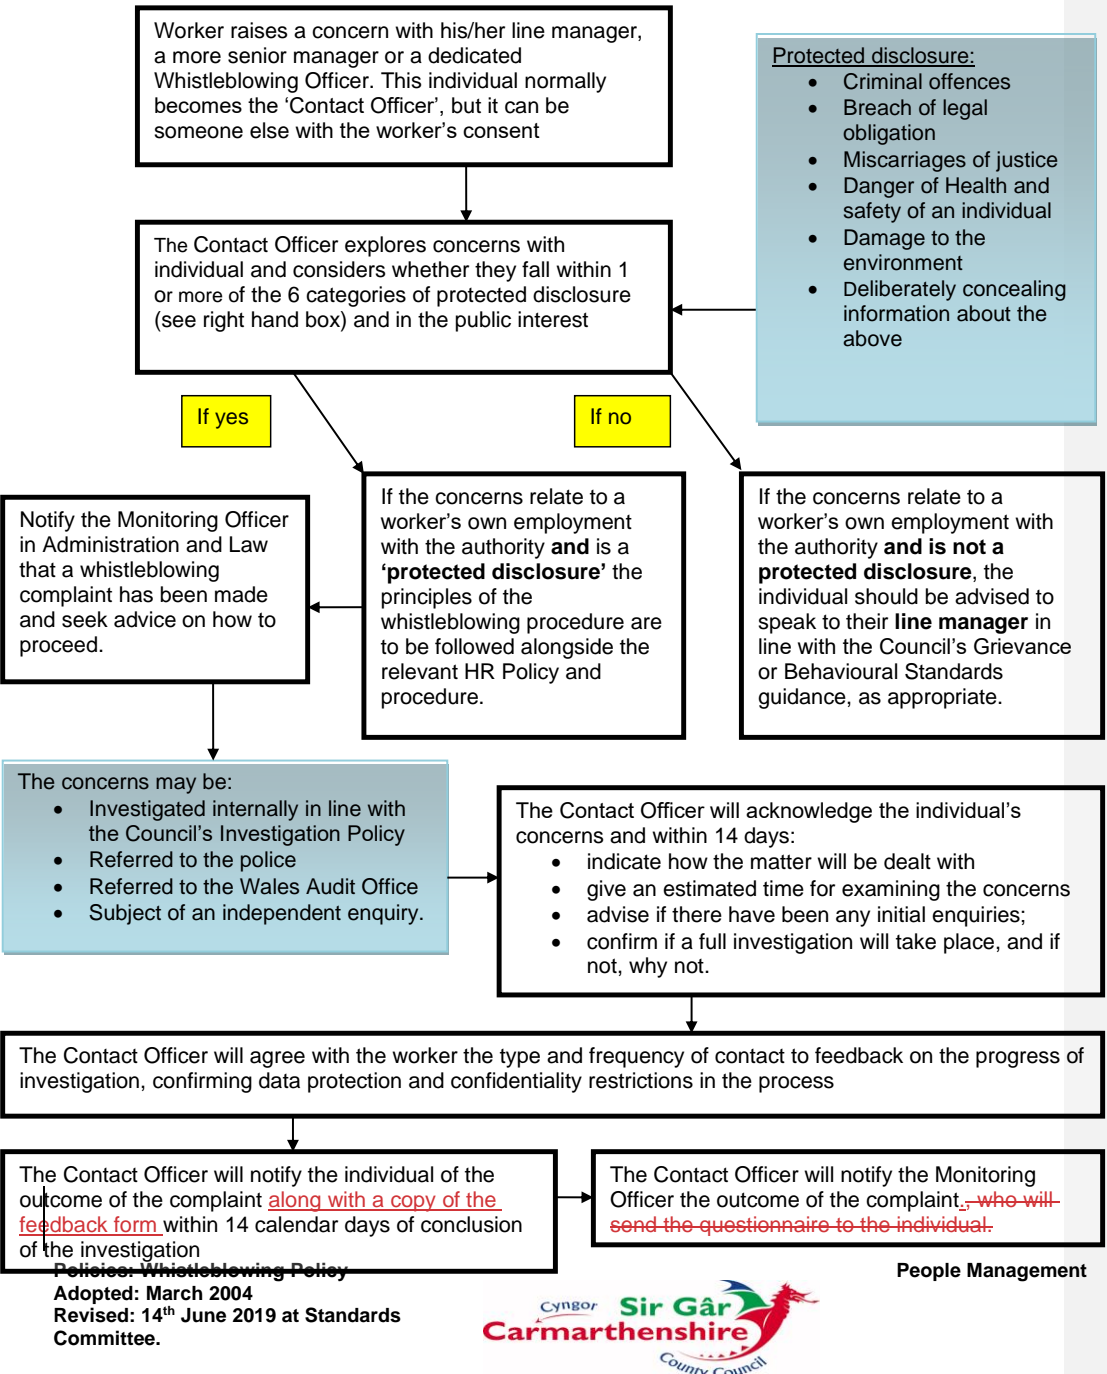 Worker raises a concern with his/her line manager,
a more senior manager or a dedicated
Whistleblowing Officer. This individual normally
becomes the ‘Contact Officer’, but it can be
someone else with the worker’s consent
Protected disclosure:
• Criminal offences
• Breach of legal
obligation
• Miscarriages of justice
• Danger of Health and
safety of an individual
• Damage to the
environment
• Deliberately concealing
information about the
above
The Contact Officer explores concerns with
individual and considers whether they fall within 1
or more of the 6 categories of protected disclosure
(see right hand box) and in the public interest
If yes
If no
Notify the Monitoring Officer
in Administration and Law
that a whistleblowing
complaint has been made
and seek advice on how to
proceed.
If the concerns relate to a
worker’s own employment
with the authority and is a
‘protected disclosure’ the
principles of the
whistleblowing procedure are
to be followed alongside the
relevant HR Policy and
procedure.
If the concerns relate to a
worker’s own employment with
the authority and is not a
protected disclosure, the
individual should be advised to
speak to their line manager in
line with the Council’s Grievance
or Behavioural Standards
guidance, as appropriate.
The concerns may be:
• Investigated internally in line with
the Council’s Investigation Policy
• Referred to the police
• Referred to the Wales Audit Office
• Subject of an independent enquiry.
The Contact Officer will acknowledge the individual’s
concerns and within 14 days:
• indicate how the matter will be dealt with
• give an estimated time for examining the concerns
• advise if there have been any initial enquiries;
• confirm if a full investigation will take place, and if
not, why not.
The Contact Officer will agree with the worker the type and frequency of contact to feedback on the progress of
investigation, confirming data protection and confidentiality restrictions in the process
The Contact Officer will notify the individual of the
outcome of the complaint along with a copy of the
feedback form within 14 calendar days of conclusion
of the investigation
The Contact Officer will notify the Monitoring
Officer the outcome of the complaint., who will
send the questionnaire to the individual.
Policies: Whistleblowing Policy
People Management
Adopted: March 2004
Revised: 14th June 2019 at Standards
Committee.
Cyngor Sir Gâr
Carmarthenshire
County Council